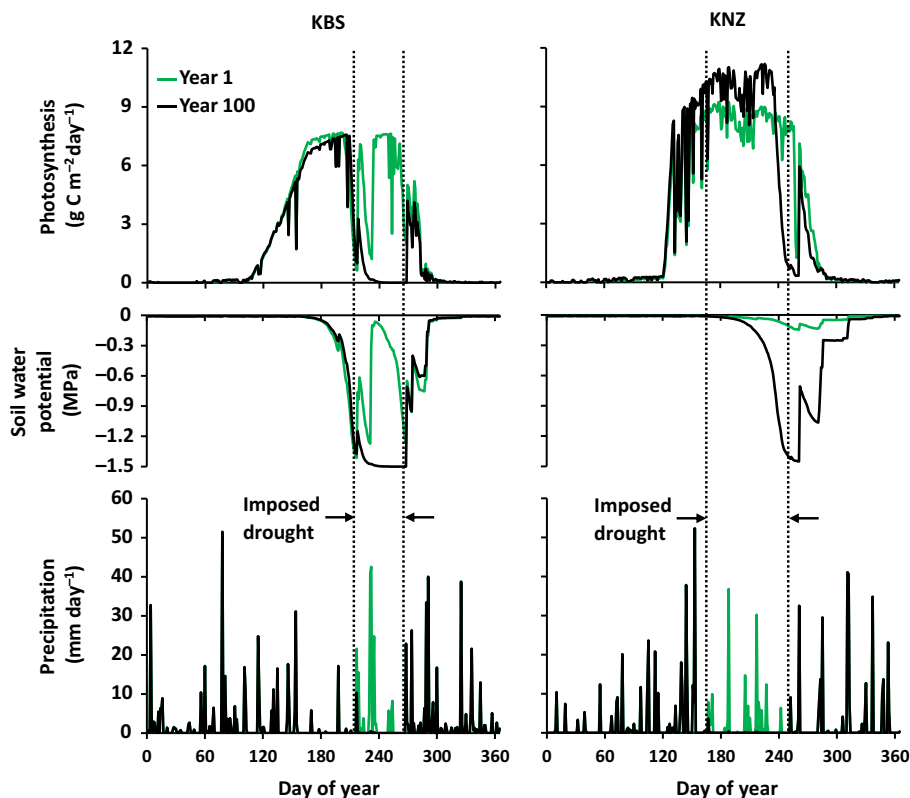 KBS
KNZ
Photosynthesis
(g C m⁻² day⁻¹)
12
9
6
3
0
Year 1
Year 100
Soil water
potential
(MPa)
0
−0.3
−0.6
−0.9
−1.2
−1.5
Precipitation
(mm day⁻¹)
60
50
40
30
20
10
0
Imposed
drought
Imposed
drought
0 60 120 180 240 300 360
0 60 120 180 240 300 360
Day of year
Day of year